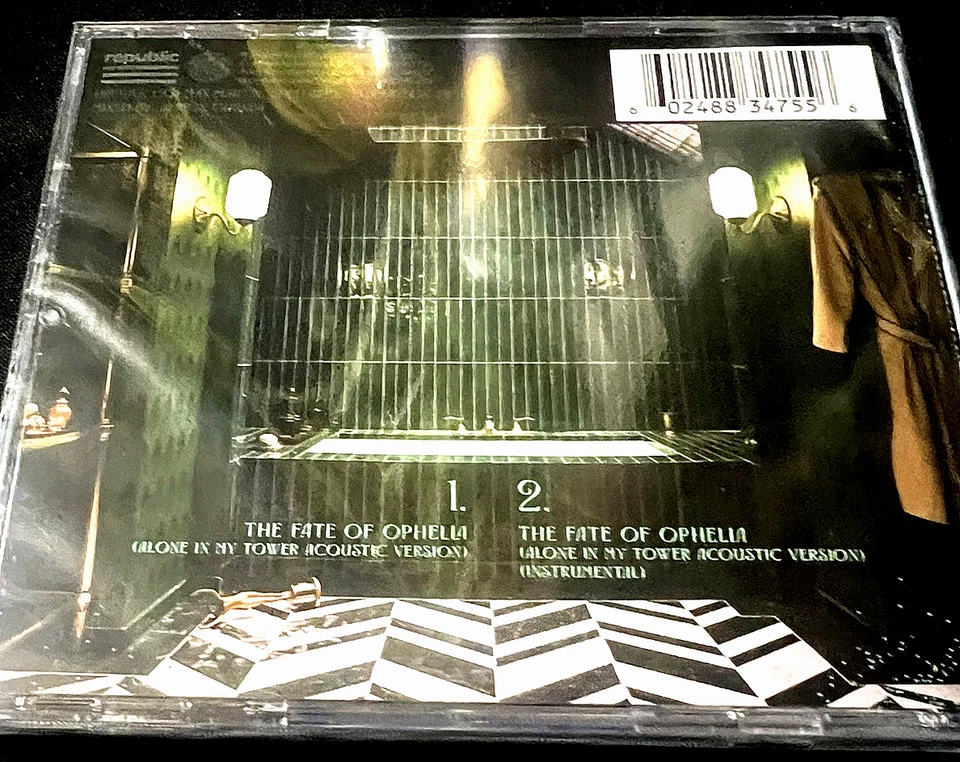 republic
6 02488 34755 6
1.
THE FATE OF OPHELIA
(ALONE IN MY TOWER ACOUSTIC VERSION)
2.
THE FATE OF OPHELIA
(ALONE IN MY TOWER ACOUSTIC VERSION)
(INSTRUMENTAL)